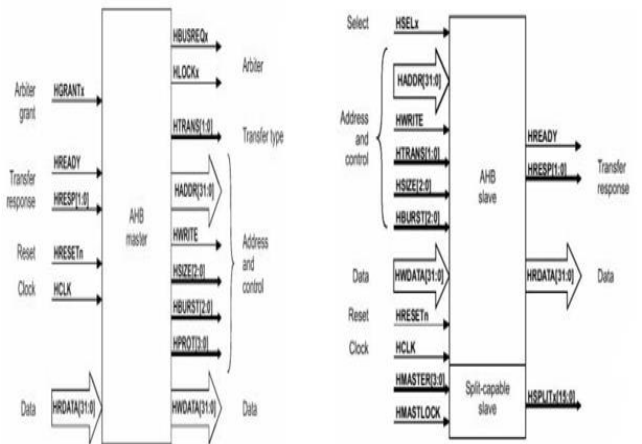 Arbiter
grant
HGRANTx
Transfer
response
HREADY
HRESP[1:0]
Reset
HRESETn
Clock
HCLK
Data
HRDATA[31:0]
AHB
master
HBUSREQx
HLOCKx
Arbiter
HTRANS[1:0]
Transfer type
HADDR[31:0]
HWRITE
HSIZE[2:0]
HBURST[2:0]
HPROT[3:0]
Address
and
control
HWDATA[31:0]
Data
Select
HSELx
Address
and
control
HADDR[31:0]
HWRITE
HTRANS[1:0]
HSIZE[2:0]
HBURST[2:0]
Data
HWDATA[31:0]
Reset
HRESETn
Clock
HCLK
HMASTER[3:0]
HMASTLOCK
AHB
slave
Split-capable
slave
HREADY
HRESP[1:0]
Transfer
response
HRDATA[31:0]
Data
HSPLITx[15:0]